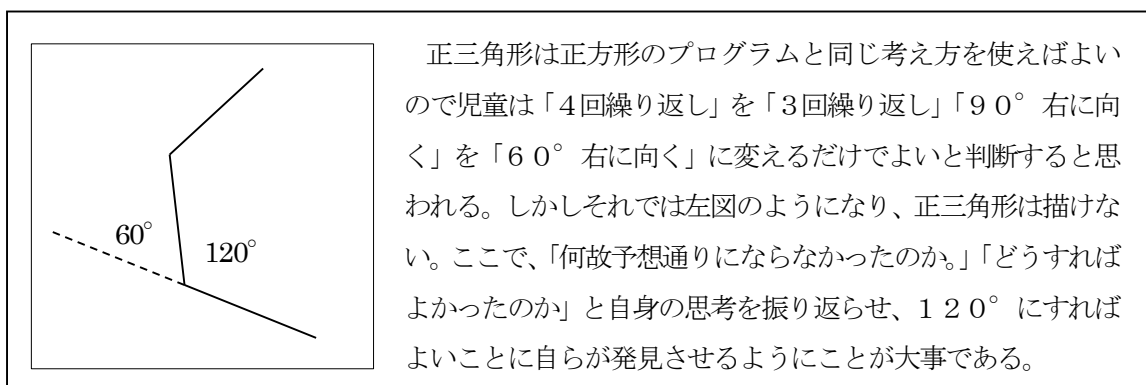 正三角形は正方形のプログラムと同じ考え方を使えばよい
ので児童は「4回繰り返し」を「3回繰り返し」「90°右に向
く」を「60°右に向く」に変えるだけでよいと判断すると思
われる。しかしそれでは左図のようになり、正三角形は描けな
い。ここで、「何故予想通りにならなかったのか。」「どうすれば
よかったのか」と自身の思考を振り返らせ、120°にすれば
よいことに自らが発見させるようにことが大事である。
60°
120°